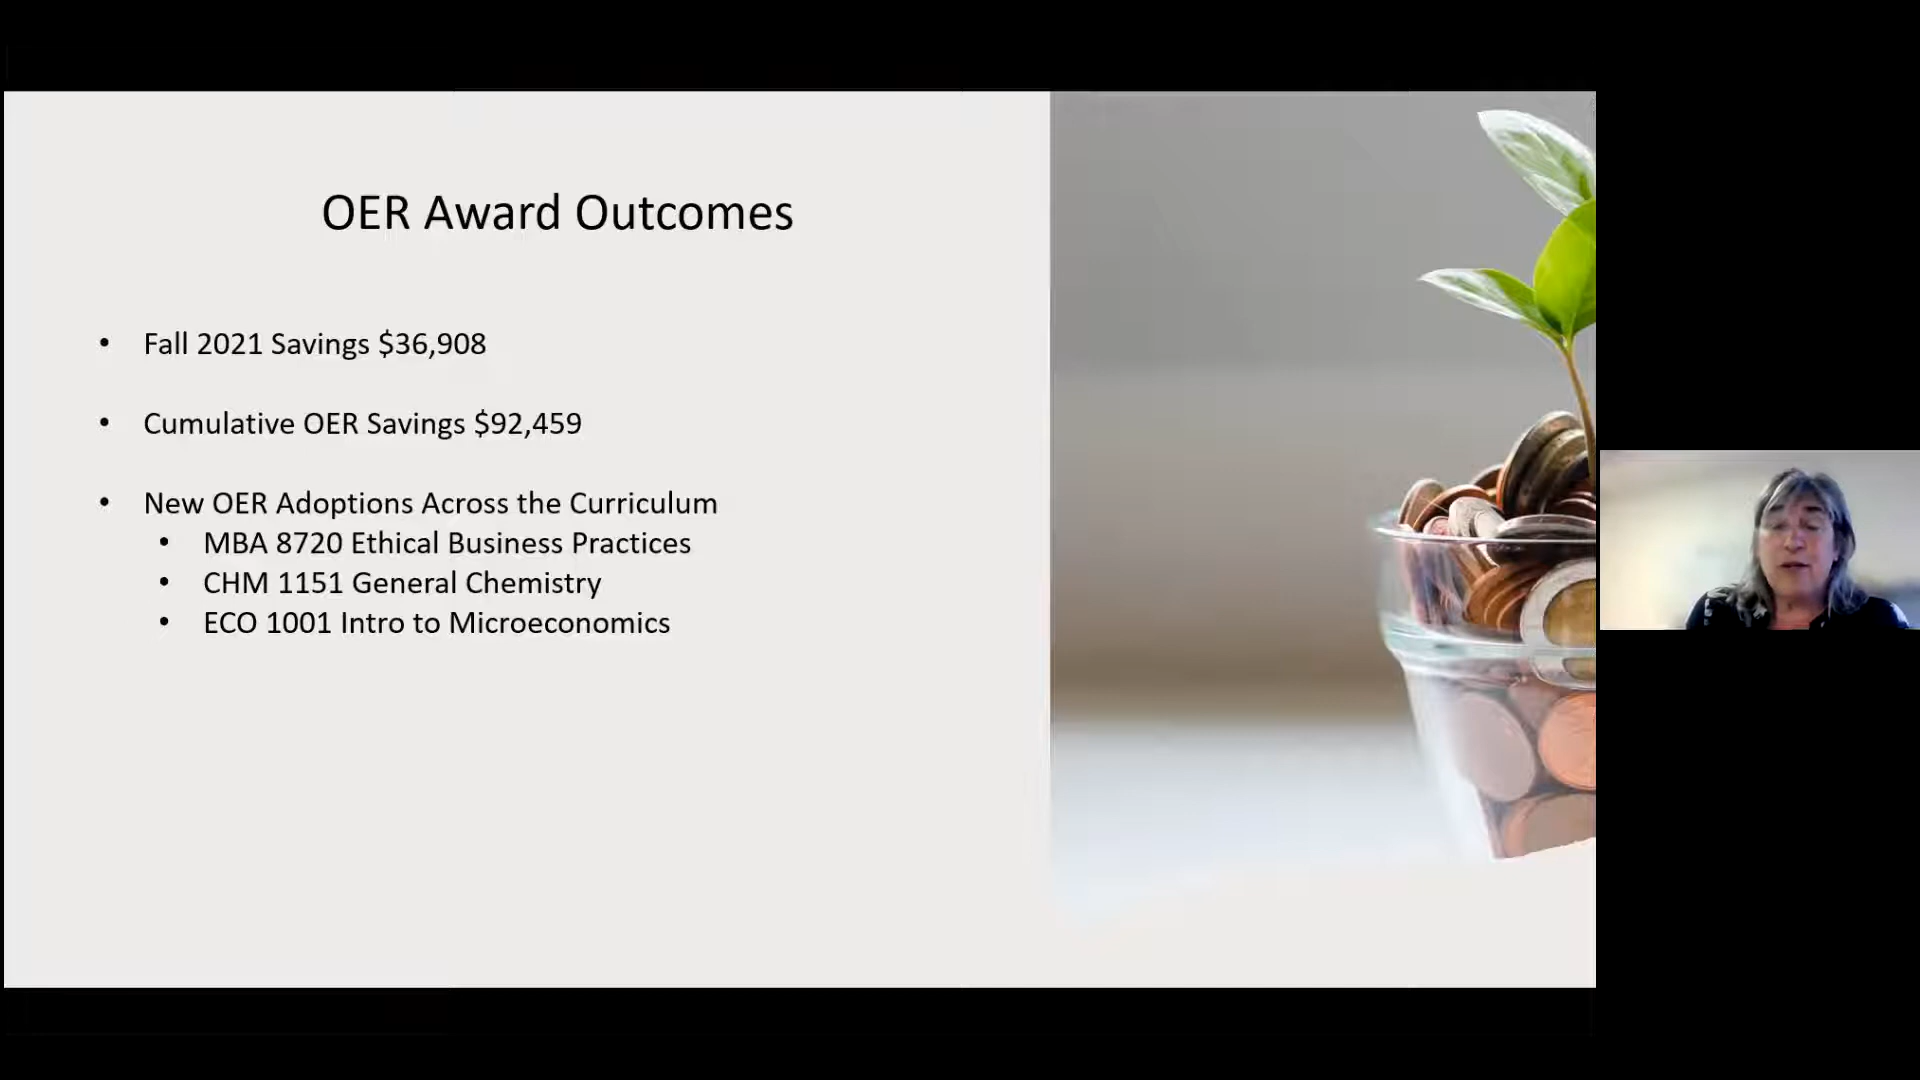 OER Award Outcomes
• Fall 2021 Savings $36,908
• Cumulative OER Savings $92,459
• New OER Adoptions Across the Curriculum
• MBA 8720 Ethical Business Practices
• CHM 1151 General Chemistry
• ECO 1001 Intro to Microeconomics